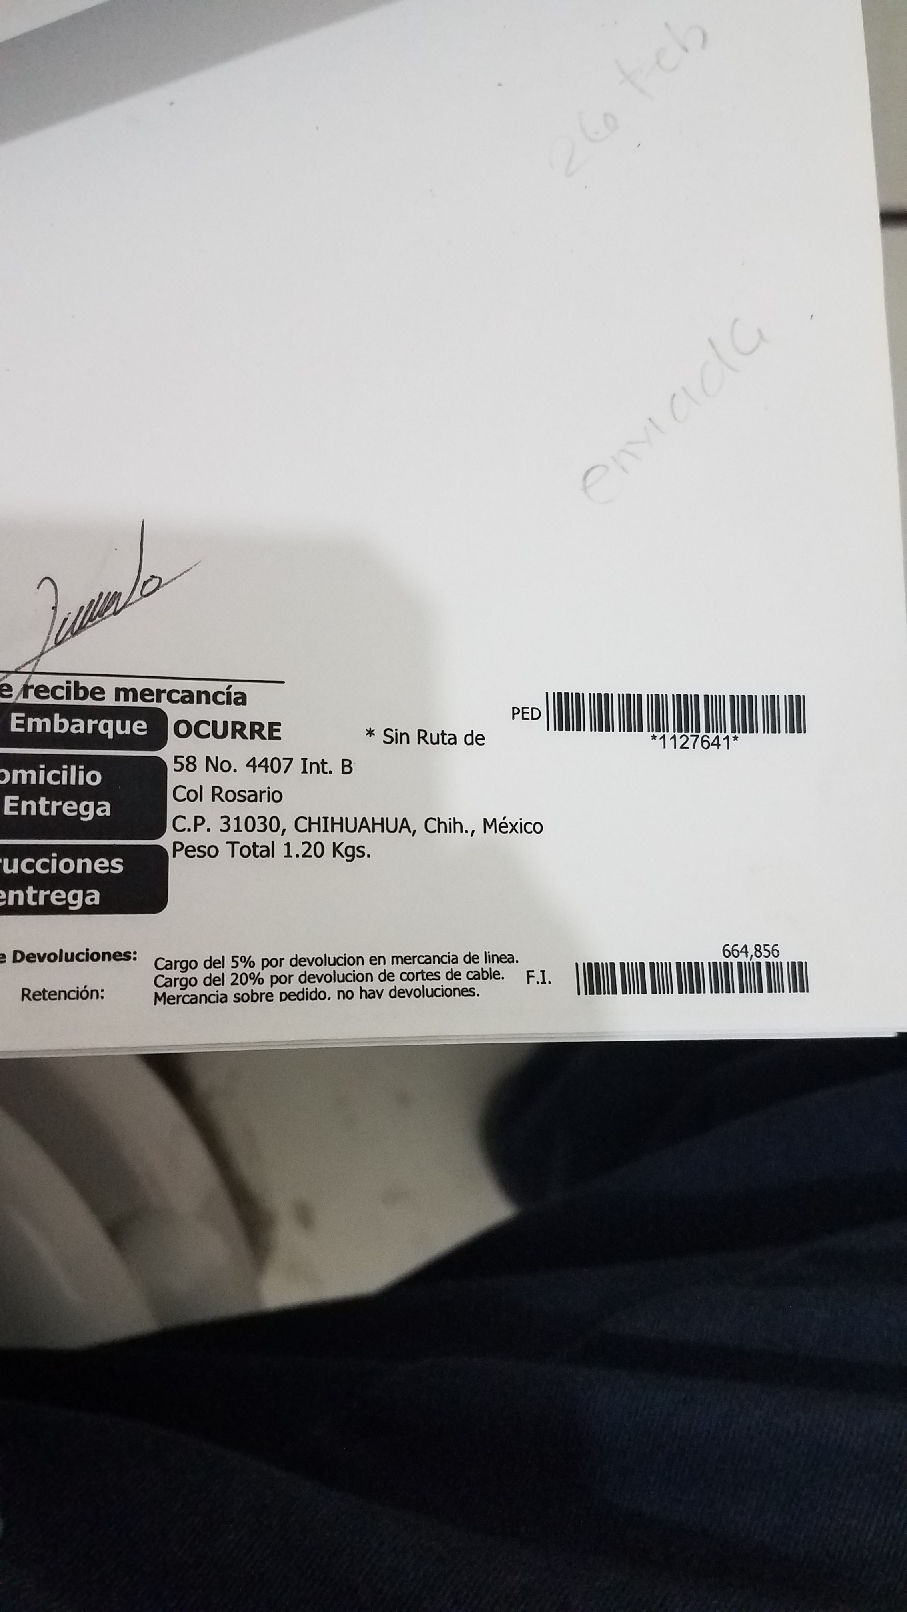 26 feb
enviada
e recibe mercancía
Embarque OCURRE * Sin Ruta de
PED *1127641*
omicilio
Entrega
58 No. 4407 Int. B
Col Rosario
C.P. 31030, CHIHUAHUA, Chih., México
rucciones
entrega
Peso Total 1.20 Kgs.
e Devoluciones: Cargo del 5% por devolucion en mercancia de linea.
Cargo del 20% por devolucion de cortes de cable.
Retención: Mercancia sobre pedido. no hay devoluciones.
F.I. 664,856